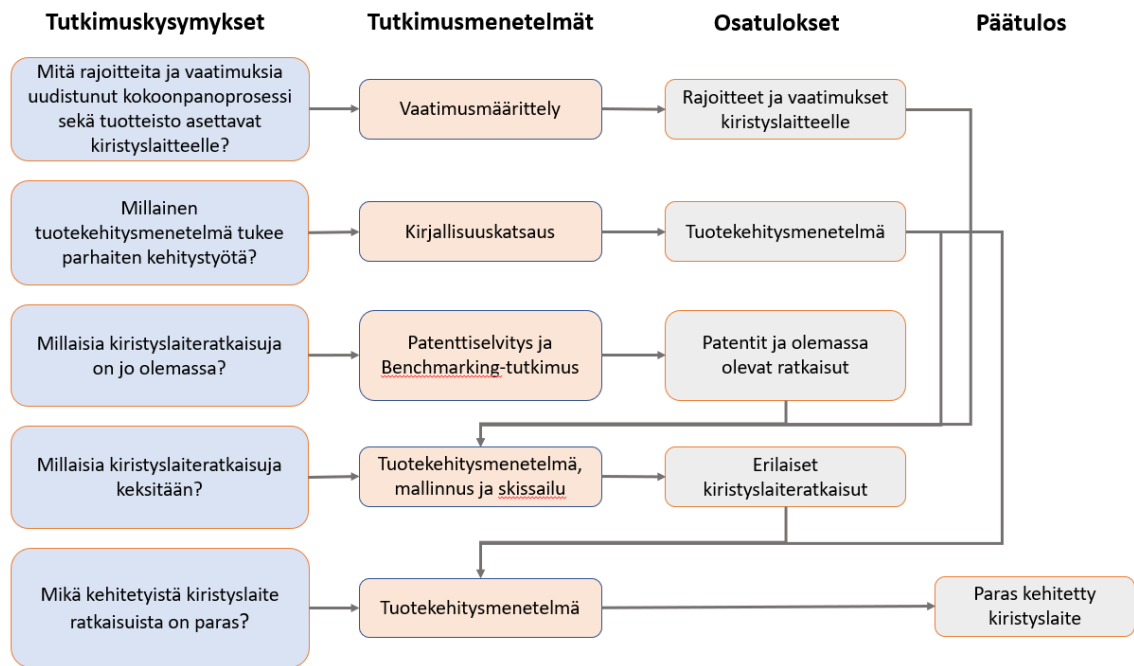 Tutkimuskysymykset
Tutkimusmenetelmät
Osatulokset
Päätulos
Mitä rajoitteita ja vaatimuksia
uudistunut kokoonpanoprosessi
sekä tuotteisto asettavat
kiristyslaitteelle?
Vaatimusmäärittely
Rajoitteet ja vaatimukset
kiristyslaitteelle
Millainen
tuotekehitysmenetelmä tukee
parhaiten kehitystyötä?
Kirjallisuuskatsaus
Tuotekehitysmenetelmä
Millaisia kiristyslaiteratkaisuja
on jo olemassa?
Patenttiselvitys ja
Benchmarking-tutkimus
Patentit ja olemassa
olevat ratkaisut
Millaisia kiristyslaiteratkaisuja
keksitään?
Tuotekehitysmenetelmä,
mallinnus ja skissailu
Erilaiset
kiristyslaiteratkaisut
Mikä kehitetyistä kiristyslaite
ratkaisuista on paras?
Tuotekehitysmenetelmä
Paras kehitetty
kiristyslaite